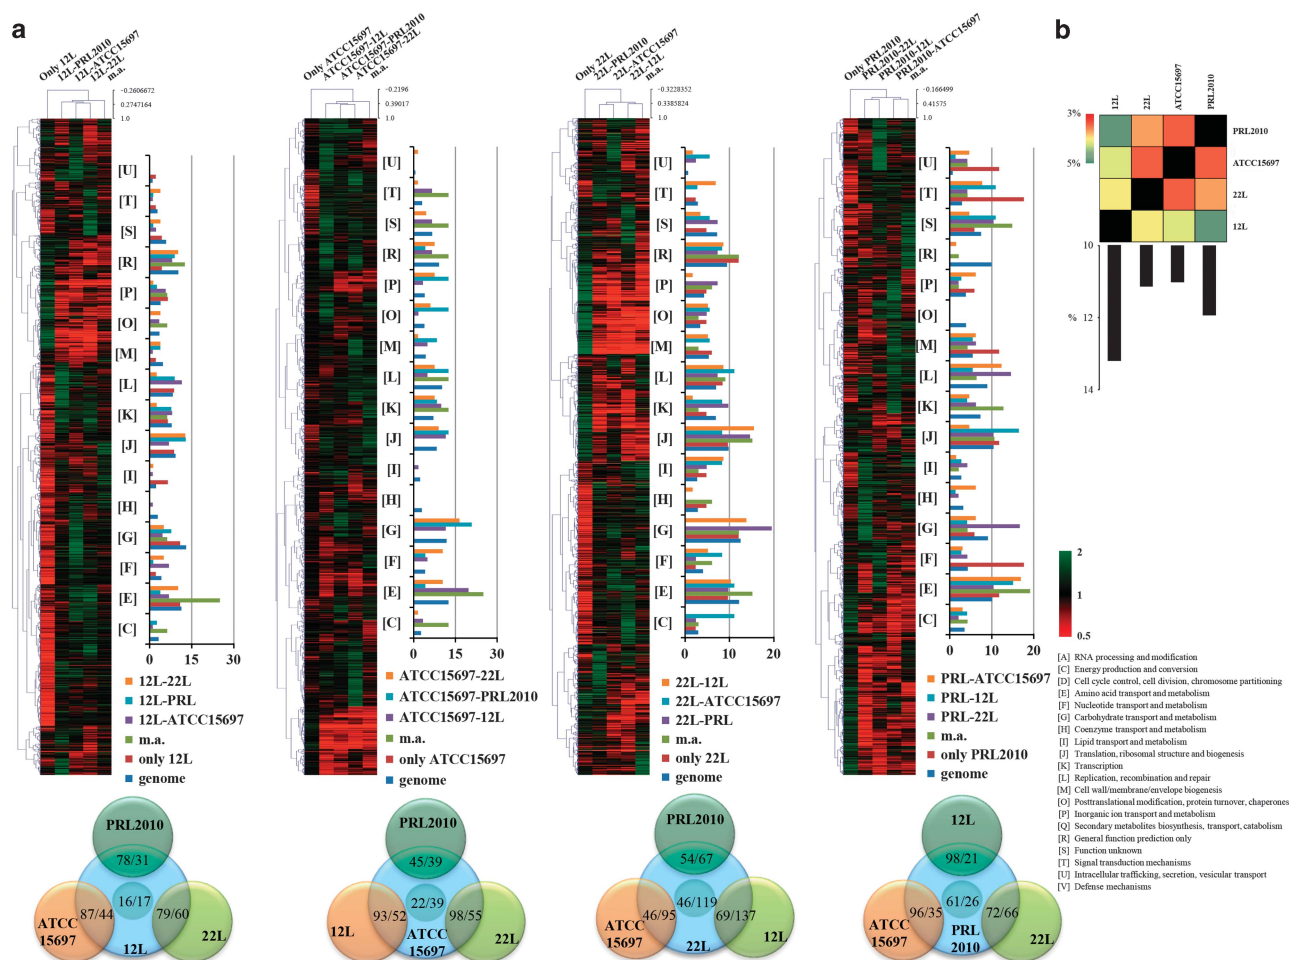 a
b
Only 12L
12L-PRL2010
12L-ATCC15697
12L-22L
m.a.
-0.2606672
0.2747164
1.0
Only ATCC15697
ATCC15697-12L
ATCC15697-PRL2010
ATCC15697-22L
m.a.
-0.2196
0.39017
1.0
Only 22L
22L-PRL2010
22L-ATCC15697
22L-12L
m.a.
-0.3228352
0.3385824
1.0
Only PRL2010
PRL2010-22L
PRL2010-12L
PRL2010-ATCC15697
m.a.
-0.166499
0.41575
1.0
[U]
[T]
[S]
[R]
[P]
[O]
[M]
[L]
[K]
[J]
[I]
[H]
[G]
[F]
[E]
[C]
0 15 30
12L-22L
12L-PRL
12L-ATCC15697
m.a.
only 12L
genome
[U]
[T]
[S]
[R]
[P]
[O]
[M]
[L]
[K]
[J]
[I]
[H]
[G]
[F]
[E]
[C]
0 15 30
ATCC15697-22L
ATCC15697-PRL2010
ATCC15697-12L
m.a.
only ATCC15697
genome
[U]
[T]
[S]
[R]
[P]
[O]
[M]
[L]
[K]
[J]
[I]
[H]
[G]
[F]
[E]
[C]
0 10 20
22L-12L
22L-ATCC15697
22L-PRL
m.a.
only 22L
genome
[U]
[T]
[S]
[R]
[P]
[O]
[M]
[L]
[K]
[J]
[I]
[H]
[G]
[F]
[E]
[C]
0 10 20
PRL-ATCC15697
PRL-12L
PRL-22L
m.a.
only PRL2010
genome
12L
22L
ATCC15697
PRL2010
3%
5%
PRL2010
ATCC15697
22L
12L
10
% 12
14
2
1
0.5
[A] RNA processing and modification
[C] Energy production and conversion
[D] Cell cycle control, cell division, chromosome partitioning
[E] Amino acid transport and metabolism
[F] Nucleotide transport and metabolism
[G] Carbohydrate transport and metabolism
[H] Coenzyme transport and metabolism
[I] Lipid transport and metabolism
[J] Translation, ribosomal structure and biogenesis
[K] Transcription
[L] Replication, recombination and repair
[M] Cell wall/membrane/envelope biogenesis
[O] Posttranslational modification, protein turnover, chaperones
[P] Inorganic ion transport and metabolism
[Q] Secondary metabolites biosynthesis, transport, catabolism
[R] General function prediction only
[S] Function unknown
[T] Signal transduction mechanisms
[U] Intracellular trafficking, secretion, vesicular transport
[V] Defense mechanisms
PRL2010
78/31
16/17
87/44
79/60
ATCC
15697
12L
22L
PRL2010
45/39
22/39
93/52
98/55
12L
ATCC
15697
22L
PRL2010
54/67
46/119
46/95
69/137
ATCC
15697
22L
12L
12L
98/21
61/26
96/35
72/66
ATCC
15697
PRL
2010
22L